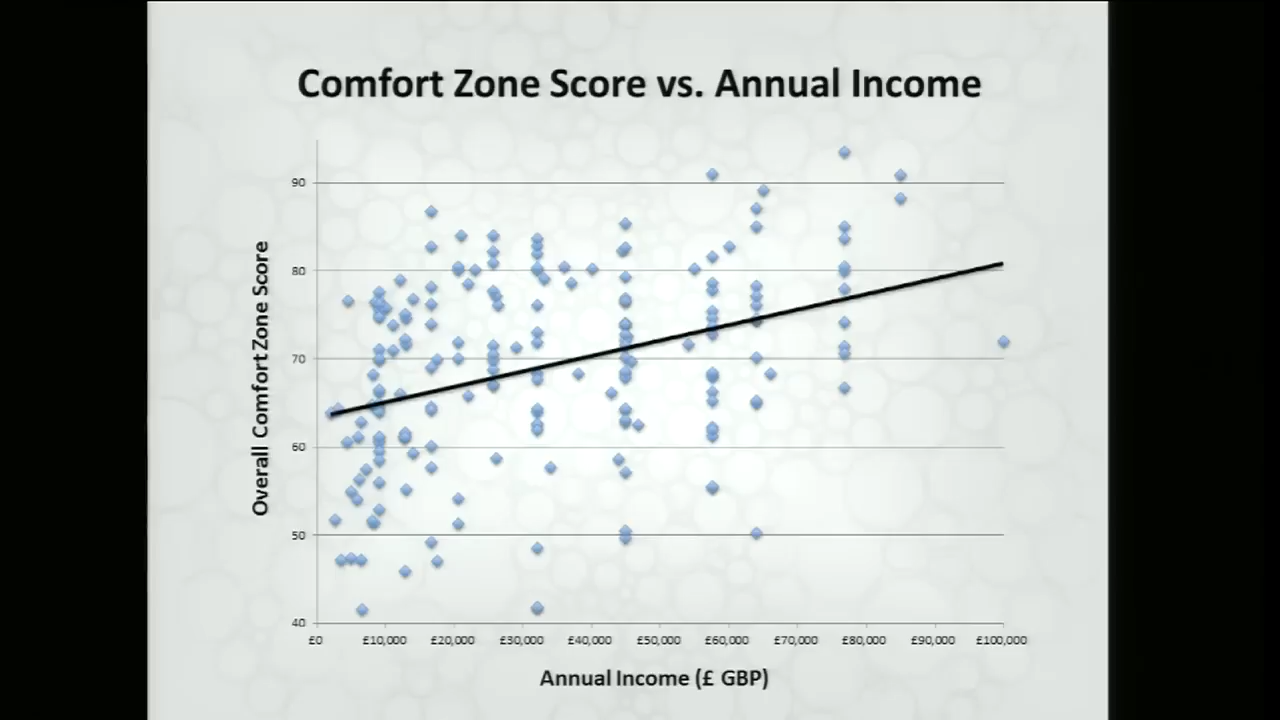 Comfort Zone Score vs. Annual Income
Overall Comfort Zone Score
90
80
70
60
50
40
£0 £10,000 £20,000 £30,000 £40,000 £50,000 £60,000 £70,000 £80,000 £90,000 £100,000
Annual Income (£ GBP)